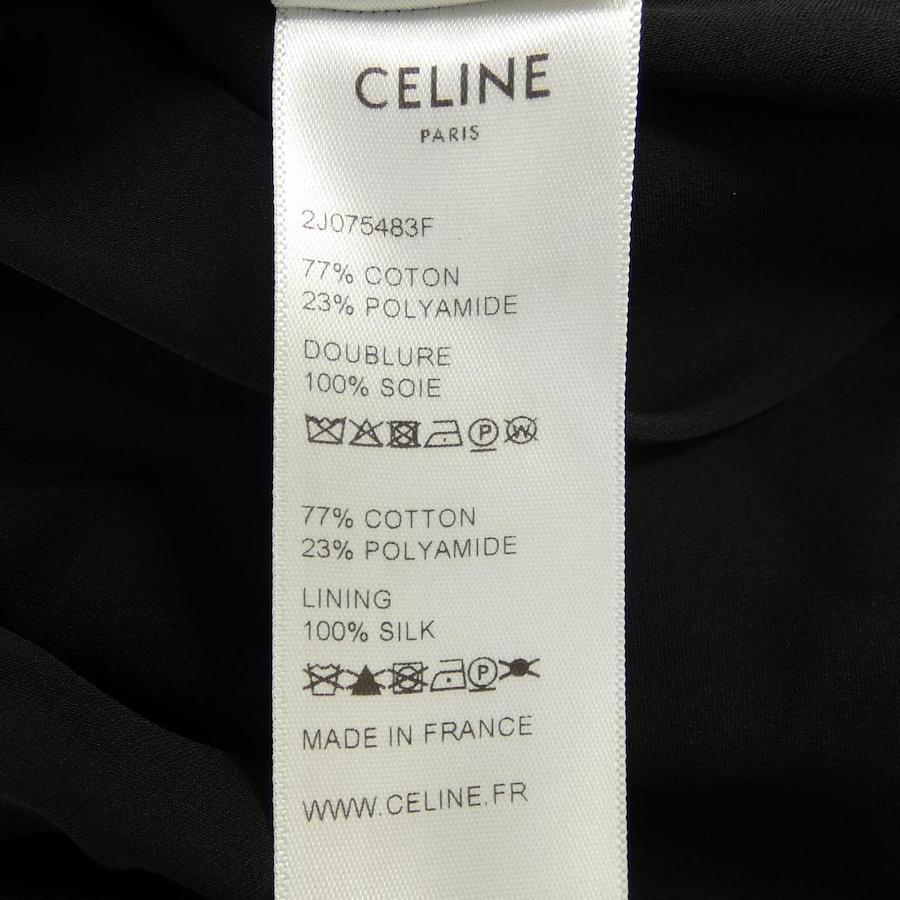 CELINE
PARIS
2J075483F
77% COTON
23% POLYAMIDE
DOUBLURE
100% SOIE
77% COTTON
23% POLYAMIDE
LINING
100% SILK
MADE IN FRANCE
WWW.CELINE.FR